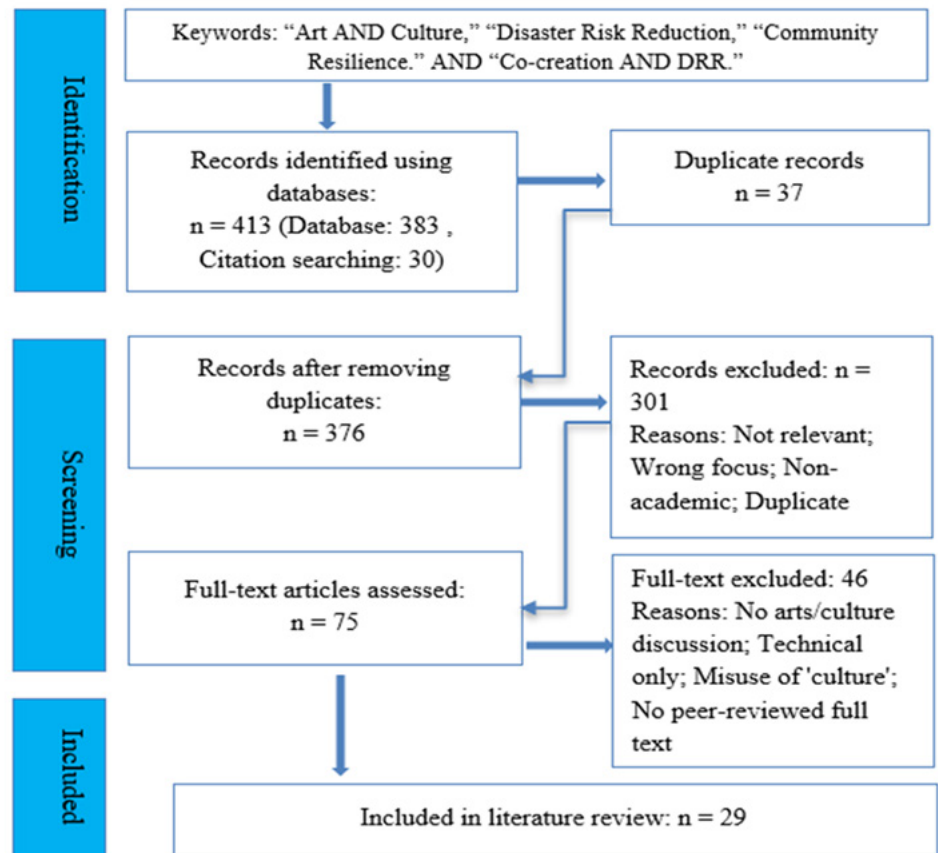 Identification
Keywords: “Art AND Culture,” “Disaster Risk Reduction,” “Community
Resilience.” AND “Co-creation AND DRR.”
Records identified using
databases:
n = 413 (Database: 383 ,
Citation searching: 30)
Duplicate records
n = 37
Screening
Records after removing
duplicates:
n = 376
Records excluded: n =
301
Reasons: Not relevant;
Wrong focus; Non-
academic; Duplicate
Full-text articles assessed:
n = 75
Full-text excluded: 46
Reasons: No arts/culture
discussion; Technical
only; Misuse of 'culture';
No peer-reviewed full
text
Included
Included in literature review: n = 29